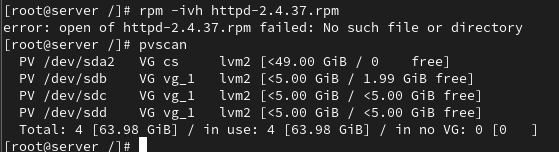 [root@server /]# rpm -ivh httpd-2.4.37.rpm
error: open of httpd-2.4.37.rpm failed: No such file or directory
[root@server /]# pvscan
  PV /dev/sda2   VG cs     lvm2 [<49.00 GiB / 0    free]
  PV /dev/sdb    VG vg_1   lvm2 [<5.00 GiB / 1.99 GiB free]
  PV /dev/sdc    VG vg_1   lvm2 [<5.00 GiB / <5.00 GiB free]
  PV /dev/sdd    VG vg_1   lvm2 [<5.00 GiB / <5.00 GiB free]
  Total: 4 [63.98 GiB] / in use: 4 [63.98 GiB] / in no VG: 0 [0   ]
[root@server /]#